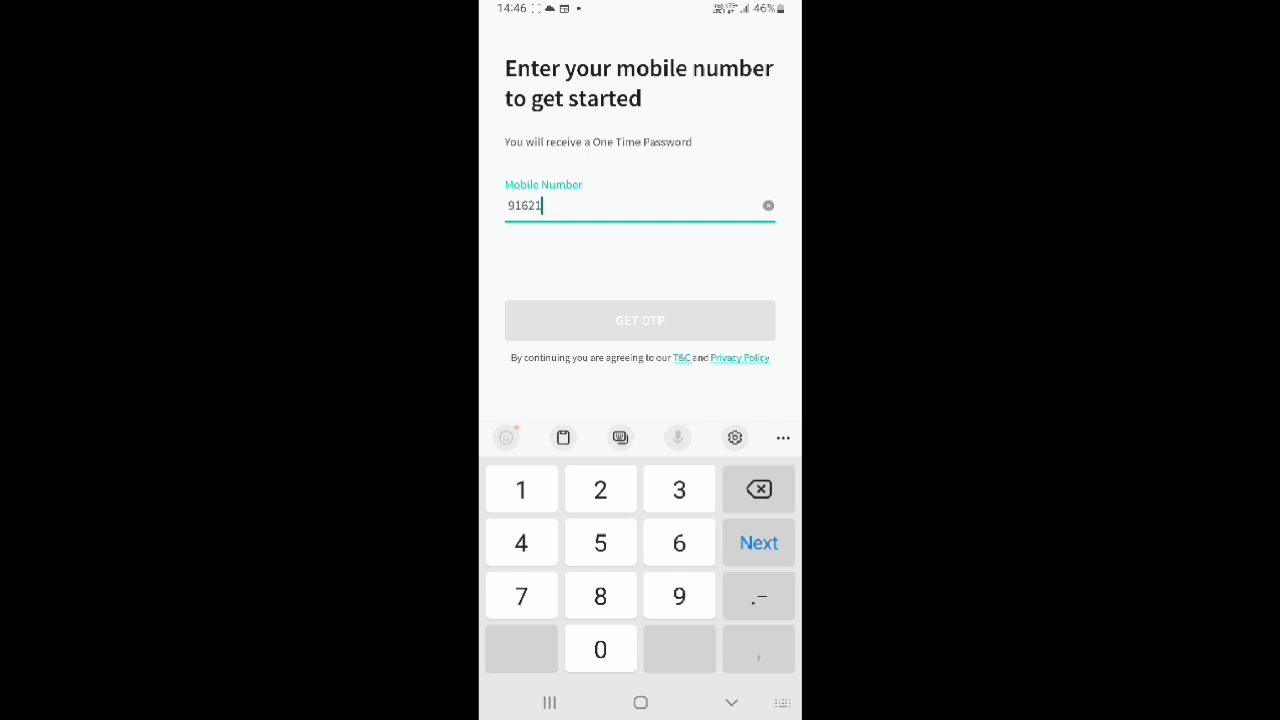 14:46 46%
Enter your mobile number
to get started
You will receive a One Time Password
Mobile Number
91621
GET OTP
By continuing you are agreeing to our T&C and Privacy Policy
1 2 3
4 5 6 Next
7 8 9 .-
0 ,